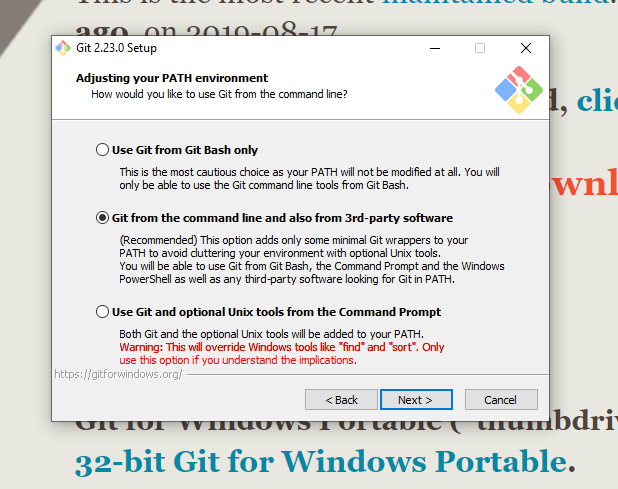 This is the most recent maintained build.
ago, on 2019-08-17.
Git 2.23.0 Setup
Adjusting your PATH environment
How would you like to use Git from the command line?
d, clic
ownl
Use Git from Git Bash only
This is the most cautious choice as your PATH will not be modified at all. You will
only be able to use the Git command line tools from Git Bash.
Git from the command line and also from 3rd-party software
(Recommended) This option adds only some minimal Git wrappers to your
PATH to avoid cluttering your environment with optional Unix tools.
You will be able to use Git from Git Bash, the Command Prompt and the Windows
PowerShell as well as any third-party software looking for Git in PATH.
Use Git and optional Unix tools from the Command Prompt
Both Git and the optional Unix tools will be added to your PATH.
Warning: This will override Windows tools like "find" and "sort". Only
use this option if you understand the implications.
https://gitforwindows.org/
< Back
Next >
Cancel
Git for Windows Portable ("thumbdriv
32-bit Git for Windows Portable.